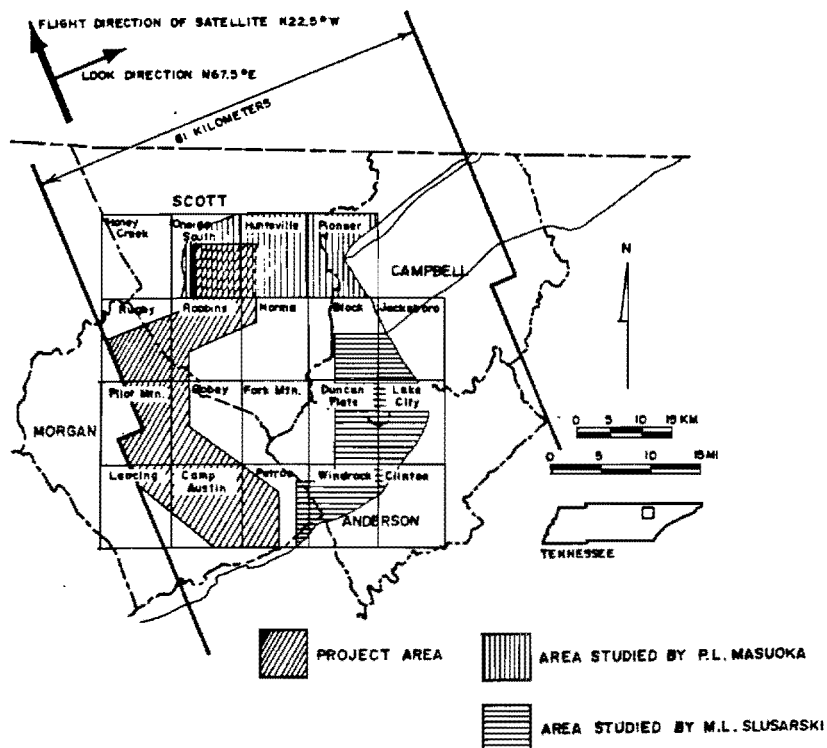 FLIGHT DIRECTION OF SATELLITE N22.5°W
LOOK DIRECTION N67.5°E
81 KILOMETERS
SCOTT
Honey Creek
Oneida South
Huntsville
Pioneer
CAMPBELL
N
Rugby
Robbins
Norma
Block
Jacksboro
Pilot Mtn.
Gobey
Fork Mtn.
Duncan Flats
Lake City
MORGAN
0 5 10 15 KM
0 5 10 15 MI
Lancing
Camp Austin
Petros
Windrock
Clinton
ANDERSON
TENNESSEE
PROJECT AREA
AREA STUDIED BY P.L. MASUOKA
AREA STUDIED BY M.L. SLUSARSKI